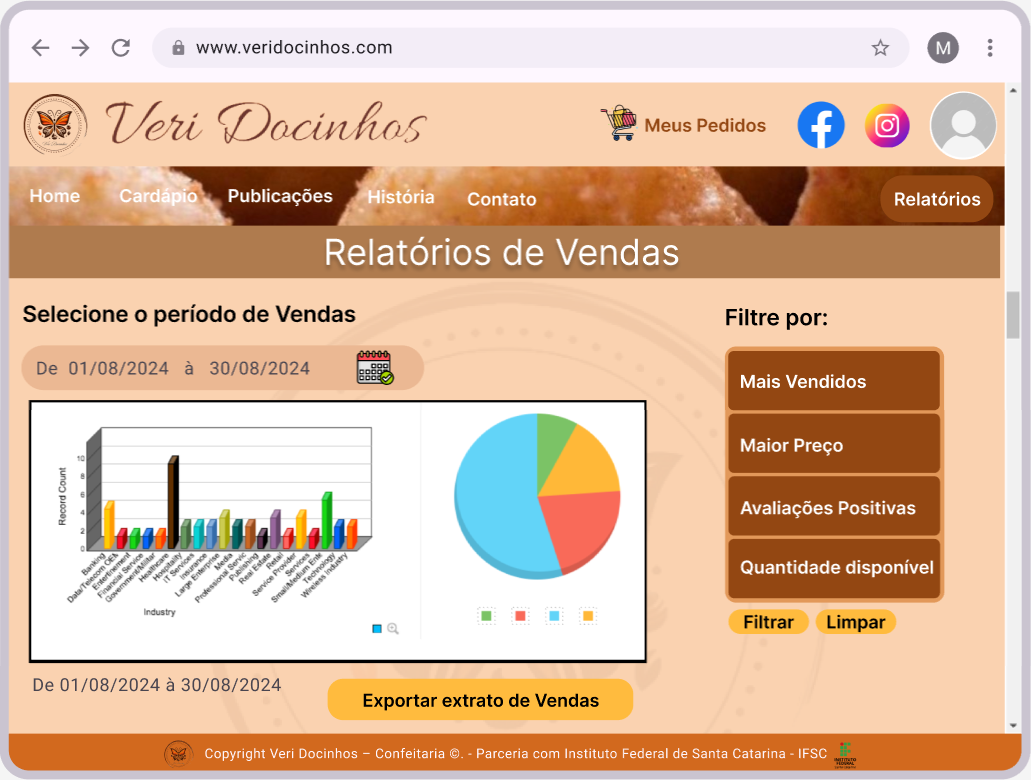 www.veridocinhos.com
M
Veri Docinhos
Meus Pedidos
Home Cardápio Publicações História Contato Relatórios
Relatórios de Vendas
Selecione o período de Vendas
Filtre por:
De 01/08/2024 à 30/08/2024
Mais Vendidos
Maior Preço
Avaliações Positivas
Quantidade disponível
Filtrar Limpar
Record Count
10
8
6
4
2
0
Banking
Data/Telecom OEM
Entertainment
Financial Service
Government/Militar
Healthcare
Hospitality
IT Services
Insurance
Large Enterprise
Media
Professional Servic
Publishing
Real Estate
Retail
Service Provider
Services
Small/Medium Ente
Technology
Wireless Industry
Industry
De 01/08/2024 à 30/08/2024
Exportar extrato de Vendas
Copyright Veri Docinhos – Confeitaria ©. - Parceria com Instituto Federal de Santa Catarina - IFSC
INSTITUTO
FEDERAL